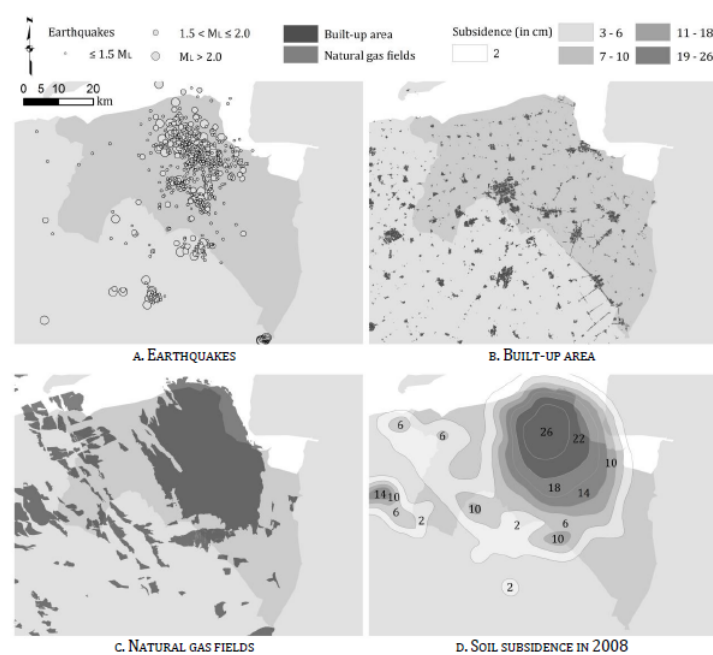 Earthquakes
≤ 1.5 ML
1.5 < ML ≤ 2.0
ML > 2.0
Built-up area
Natural gas fields
Subsidence (in cm)
2
3 - 6
7 - 10
11 - 18
19 - 26
0 5 10 20
km
A. EARTHQUAKES
B. BUILT-UP AREA
6
6
26
22
10
14 10
18
14
6
10
2
2
6
10
2
C. NATURAL GAS FIELDS
D. SOIL SUBSIDENCE IN 2008